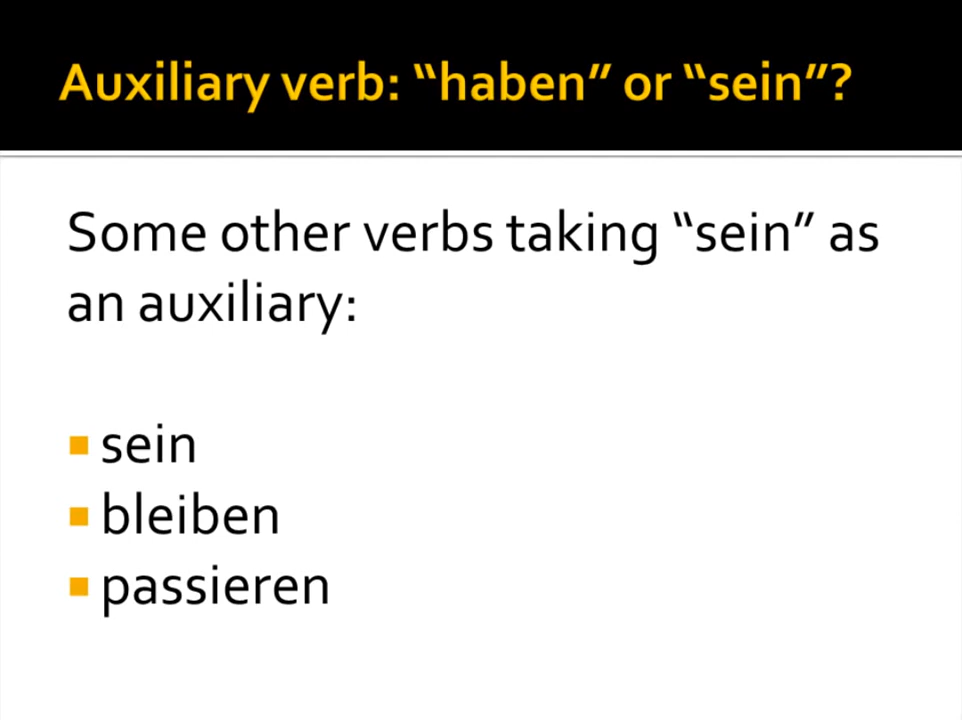 Auxiliary verb: “haben” or “sein”?
Some other verbs taking “sein” as
an auxiliary:
sein
bleiben
passieren